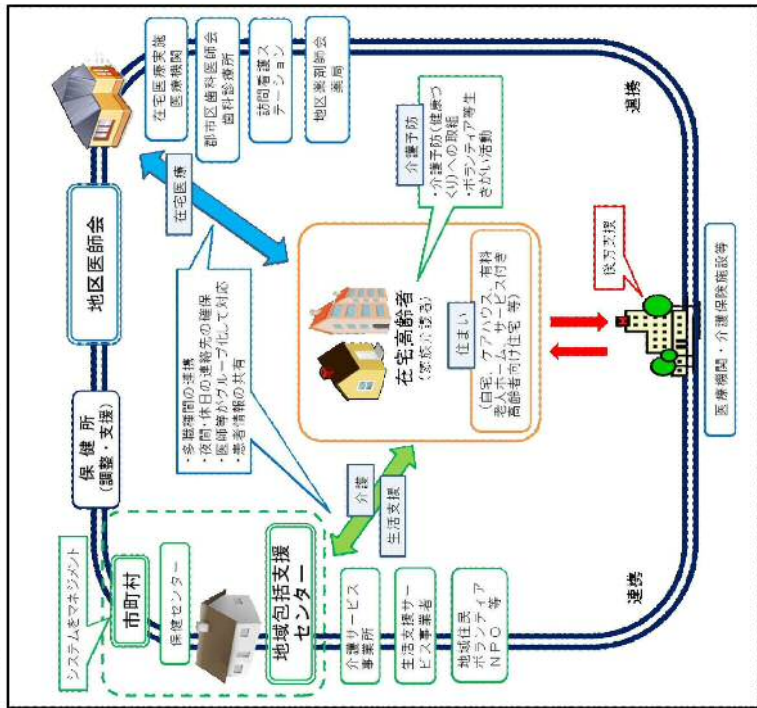 システムをマネジメント
市町村
保健センター
地域包括支援
センター
介護サービス
事業所
生活支援サー
ビス事業者
地域住民
ボランティア
NPO 等
保健所
(調整・支援)
地区医師会
・多職種間の連携
・夜間・休日の連絡先の確保
・医師等がグループ化して対応
・患者情報の共有
介護
生活支援
在宅医療
在宅医療実施
医療機関
郡市区歯科医師会
歯科診療所
訪問看護ス
テーション
地区薬剤師会
薬局
在宅高齢者
(家族介護者)
住まい
(自宅、ケアハウス、有料
老人ホーム、サービス付き
高齢者向け住宅 等)
介護予防
・介護予防(健康づ
くり)への取組
・ボランティア等生
きがい活動
後方支援
連携
連携
医療機関・介護保険施設等